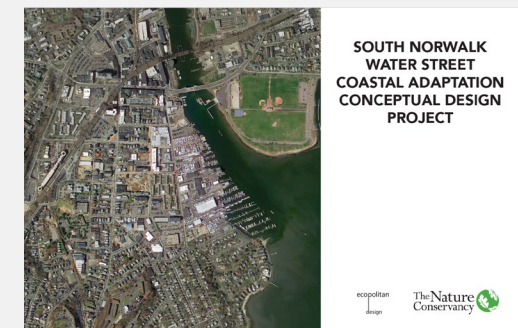 SOUTH NORWALK
WATER STREET
COASTAL ADAPTATION
CONCEPTUAL DESIGN
PROJECT
ecopolitan
design
The Nature
Conservancy